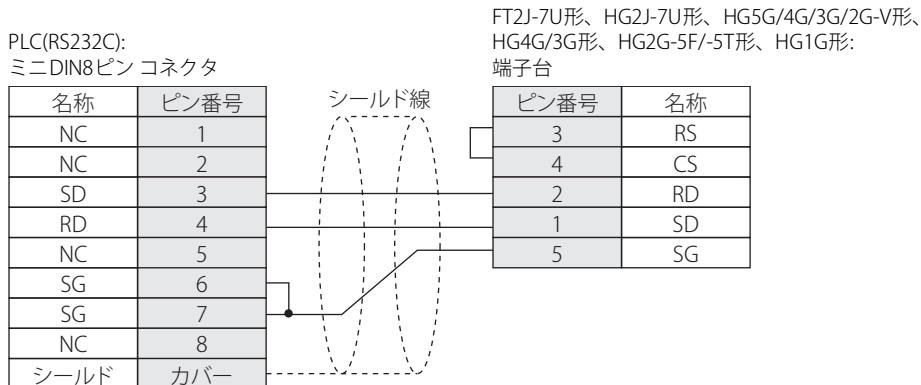 FT2J-7U形、HG2J-7U形、HG5G/4G/3G/2G-V形、
HG4G/3G形、HG2G-5F/-5T形、HG1G形:
端子台
PLC(RS232C):
ミニDIN8ピン コネクタ
シールド線
名称 ピン番号
NC 1
NC 2
SD 3
RD 4
NC 5
SG 6
SG 7
NC 8
シールド カバー
ピン番号 名称
3 RS
4 CS
2 RD
1 SD
5 SG